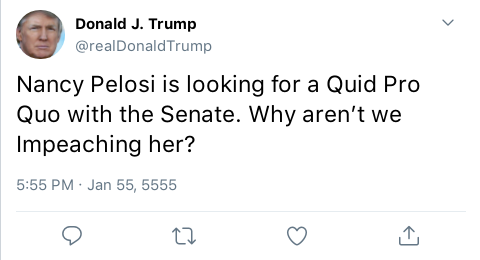 Donald J. Trump
@realDonaldTrump
Nancy Pelosi is looking for a Quid Pro
Quo with the Senate. Why aren’t we
Impeaching her?
5:55 PM · Jan 55, 5555